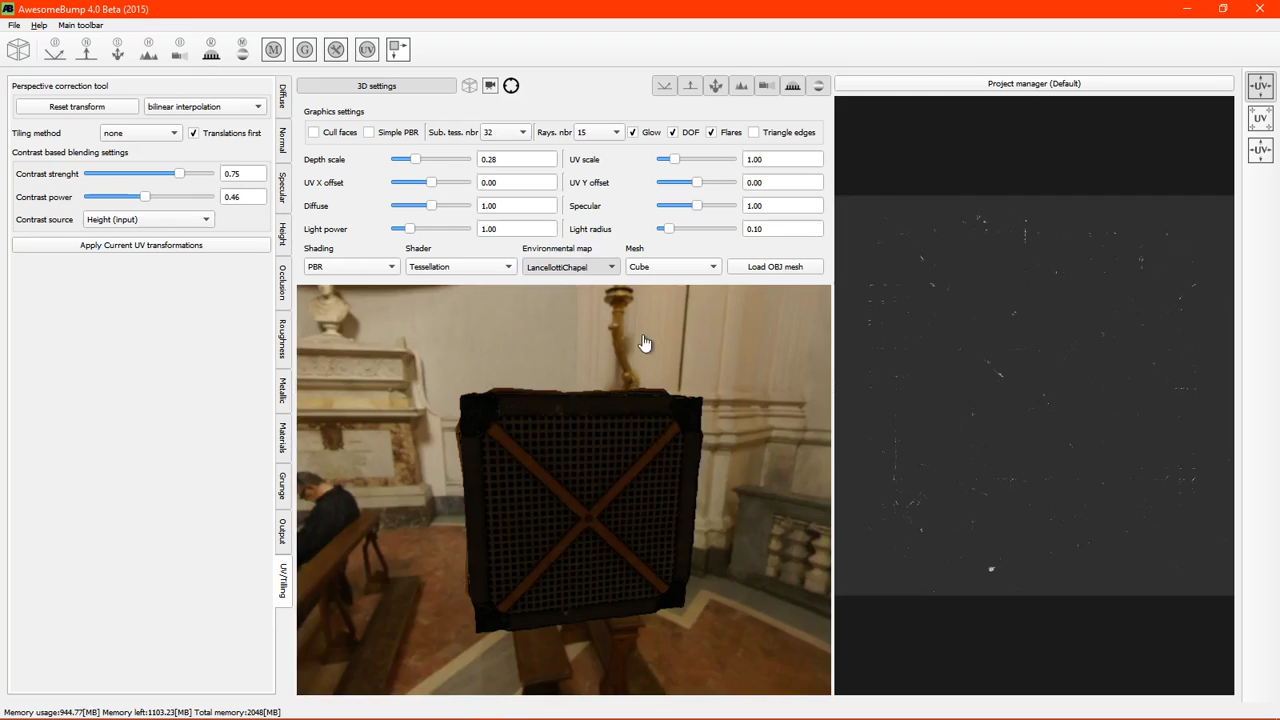 AwesomeBump 4.0 Beta (2015)
File Help Main toolbar
M G UV
Perspective correction tool
Reset transform bilinear interpolation
Tiling method none Translations first
Contrast based blending settings
Contrast strenght 0.75
Contrast power 0.46
Contrast source Height (input)
Apply Current UV transformations
Diffuse
Normal
Specular
Height
Occlusion
Roughness
Metallic
Materials
Grunge
Output
UV/Tilling
3D settings
Graphics settings
Cull faces Simple PBR Sub. tess. nbr 32 Rays. nbr 15 Glow DOF Flares Triangle edges
Depth scale 0.28 UV scale 1.00
UV X offset 0.00 UV Y offset 0.00
Diffuse 1.00 Specular 1.00
Light power 1.00 Light radius 0.10
Shading Shader Environmental map Mesh
PBR Tessellation LancellottiChapel Cube Load OBJ mesh
Project manager (Default)
UV
UV
UV
Memory usage:944.77[MB] Memory left:1103.23[MB] Total memory:2048[MB]